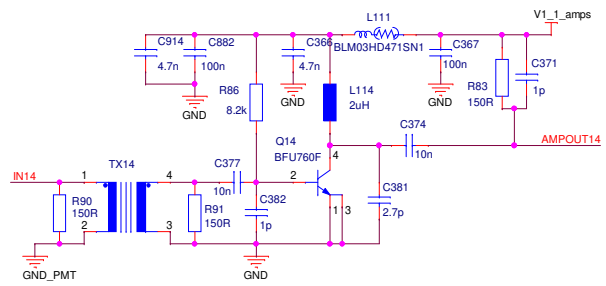 V1_1_amps
L111
BLM03HD471SN1
C914
4.7n
C882
100n
C366
4.7n
C367
100n
C371
1p
R83
150R
GND
GND
GND
R86
8.2k
L114
2uH
C374
10n
AMPOUT14
Q14
BFU760F
4
IN14
TX14
1
4
C377
10n
2
R90
150R
R91
150R
C382
1p
C381
2.7p
1
3
2
3
GND_PMT
GND